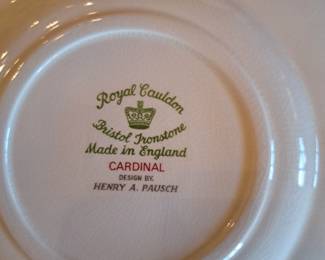 Royal Cauldon
Bristol Ironstone
Made in England
CARDINAL
DESIGN BY
HENRY A. PAUSCH